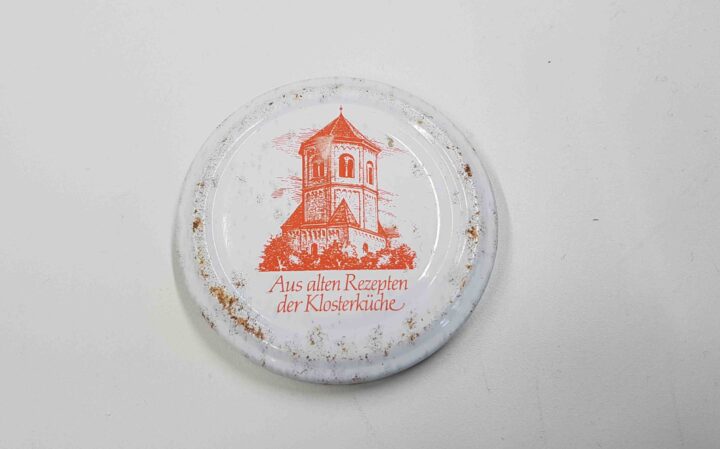 Aus alten Rezepten
der Klosterküche